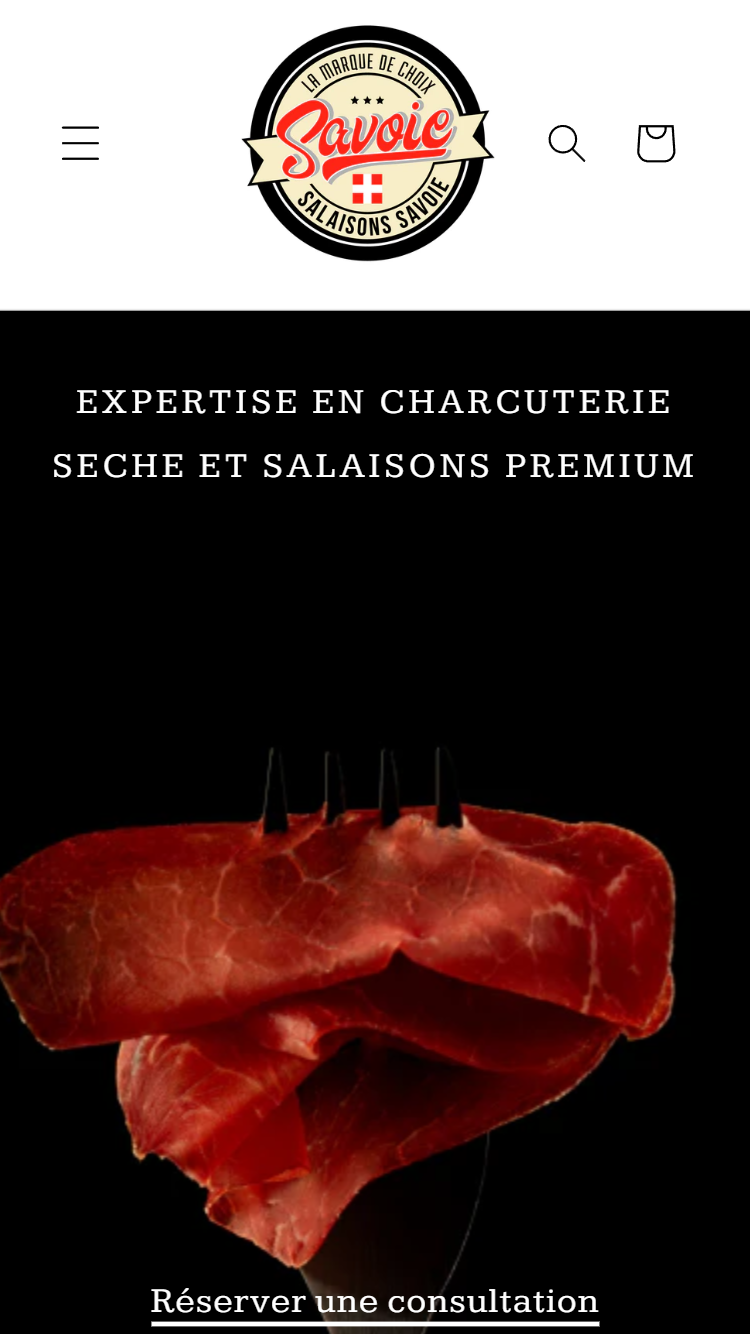 LA MARQUE DE CHOIX
Savoie
SALAISONS SAVOIE
EXPERTISE EN CHARCUTERIE
SECHE ET SALAISONS PREMIUM
Réserver une consultation